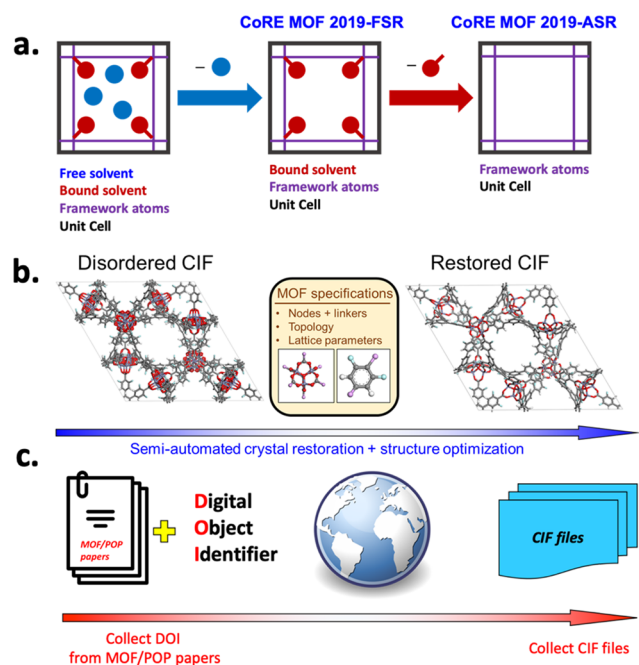 a.
CoRE MOF 2019-FSR
CoRE MOF 2019-ASR
−
−
Free solvent
Bound solvent
Framework atoms
Unit Cell
Bound solvent
Framework atoms
Unit Cell
Framework atoms
Unit Cell
b.
Disordered CIF
MOF specifications
• Nodes + linkers
• Topology
• Lattice parameters
Restored CIF
Semi-automated crystal restoration + structure optimization
c.
MOF/POP
papers
Digital
Object
Identifier
CIF files
Collect DOI
from MOF/POP papers
Collect CIF files